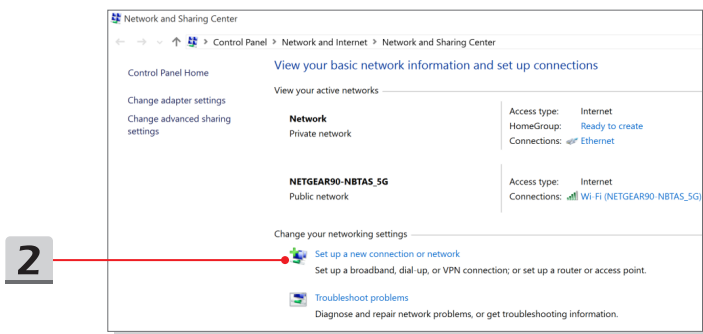 Network and Sharing Center
Control Panel > Network and Internet > Network and Sharing Center
Control Panel Home
Change adapter settings
Change advanced sharing
settings
View your basic network information and set up connections
View your active networks
Network
Private network
Access type: Internet
HomeGroup: Ready to create
Connections: Ethernet
NETGEAR90-NBTAS_5G
Public network
Access type: Internet
Connections: Wi-Fi (NETGEAR90-NBTAS_5G)
Change your networking settings
2
Set up a new connection or network
Set up a broadband, dial-up, or VPN connection; or set up a router or access point.
Troubleshoot problems
Diagnose and repair network problems, or get troubleshooting information.